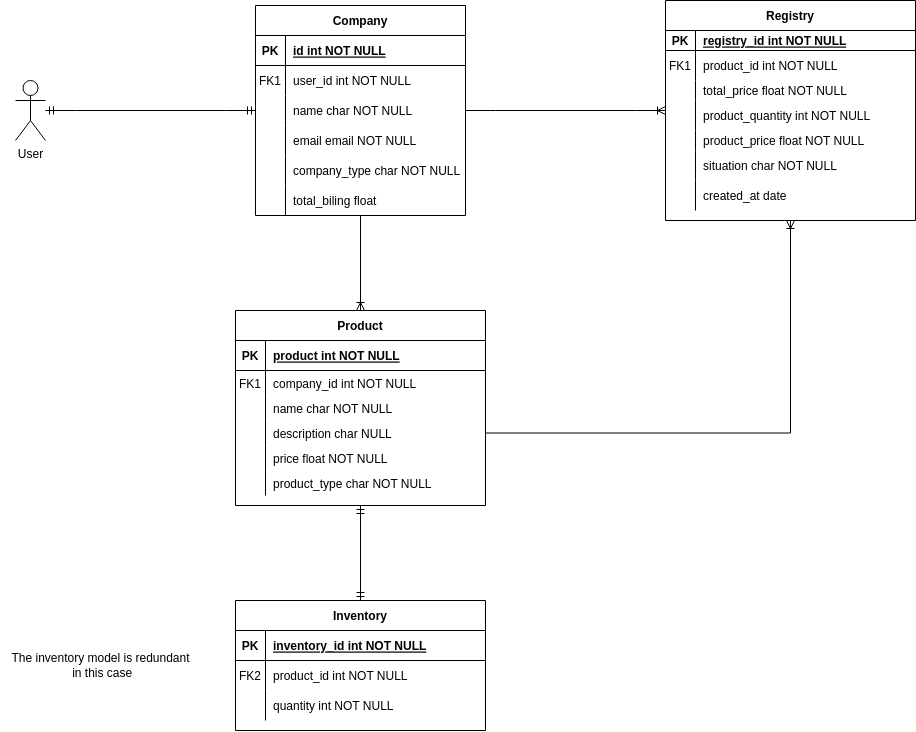 Company
PK id int NOT NULL
FK1 user_id int NOT NULL
name char NOT NULL
email email NOT NULL
company_type char NOT NULL
total_biling float
Registry
PK registry_id int NOT NULL
FK1 product_id int NOT NULL
total_price float NOT NULL
product_quantity int NOT NULL
product_price float NOT NULL
situation char NOT NULL
created_at date
User
Product
PK product int NOT NULL
FK1 company_id int NOT NULL
name char NOT NULL
description char NULL
price float NOT NULL
product_type char NOT NULL
Inventory
PK inventory_id int NOT NULL
FK2 product_id int NOT NULL
quantity int NOT NULL
The inventory model is redundant
in this case